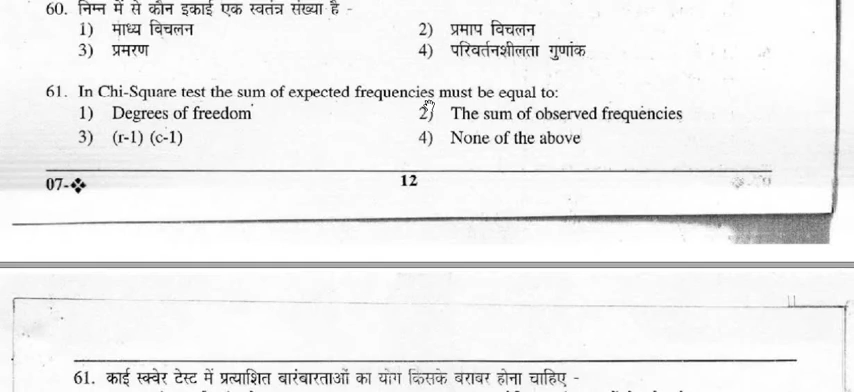 60. निम्न में से कौन इकाई एक स्वतंत्र संख्या है -
1) माध्य विचलन 2) प्रमाप विचलन
3) प्रमरण 4) परिवर्तनशीलता गुणांक
61. In Chi-Square test the sum of expected frequencies must be equal to:
1) Degrees of freedom 2) The sum of observed frequencies
3) (r-1) (c-1) 4) None of the above
07-❖ 12
61. काई स्क्वेर टेस्ट में प्रत्याशित बारंबारताओं का योग किसके बराबर होना चाहिए -